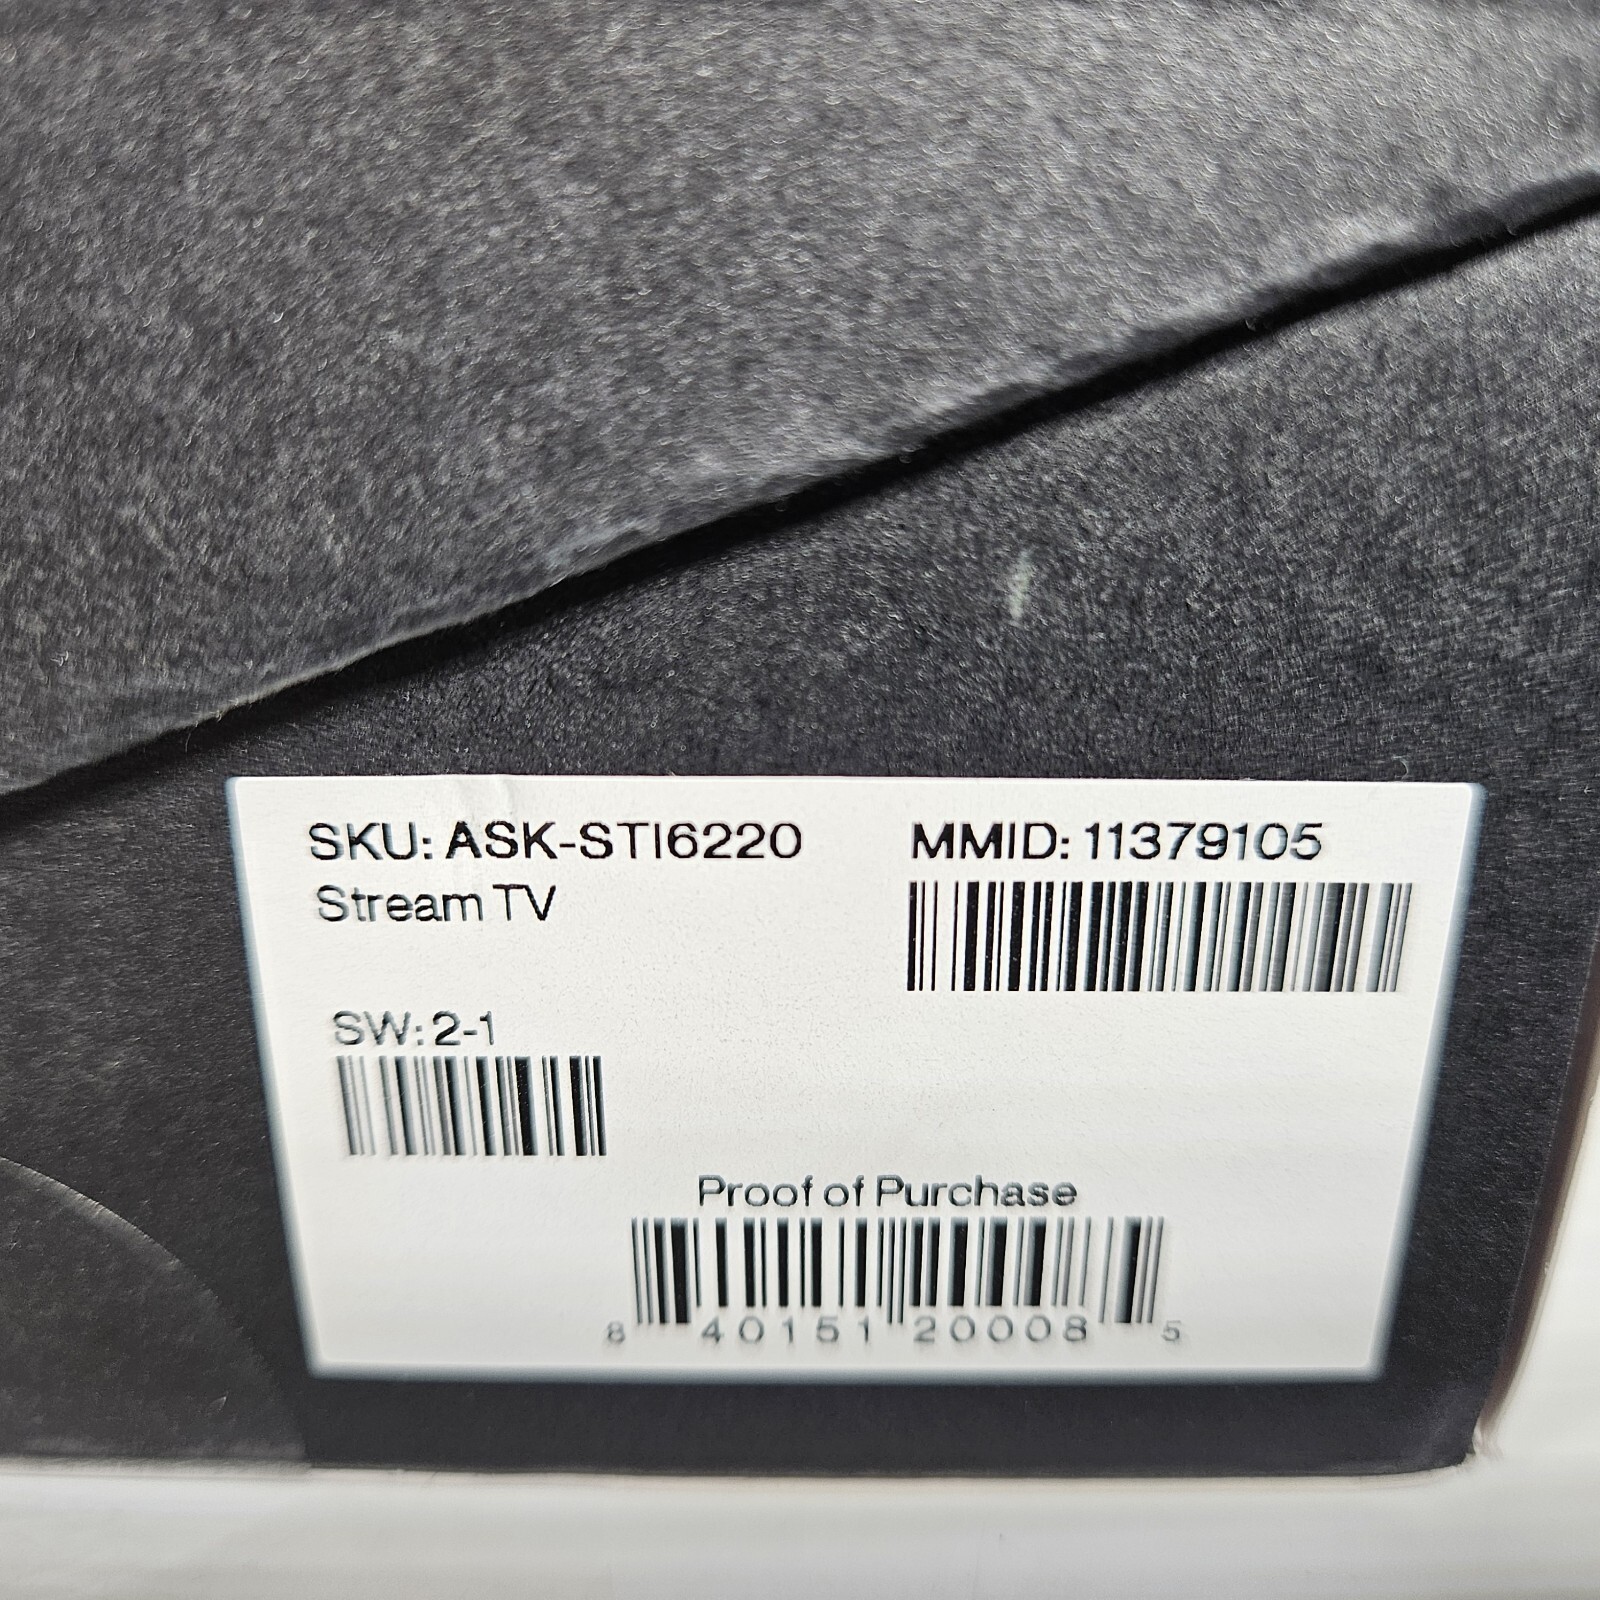 SKU: ASK-STI6220
MMID: 11379105
Stream TV
SW: 2-1
Proof of Purchase
8 40151 20008 5